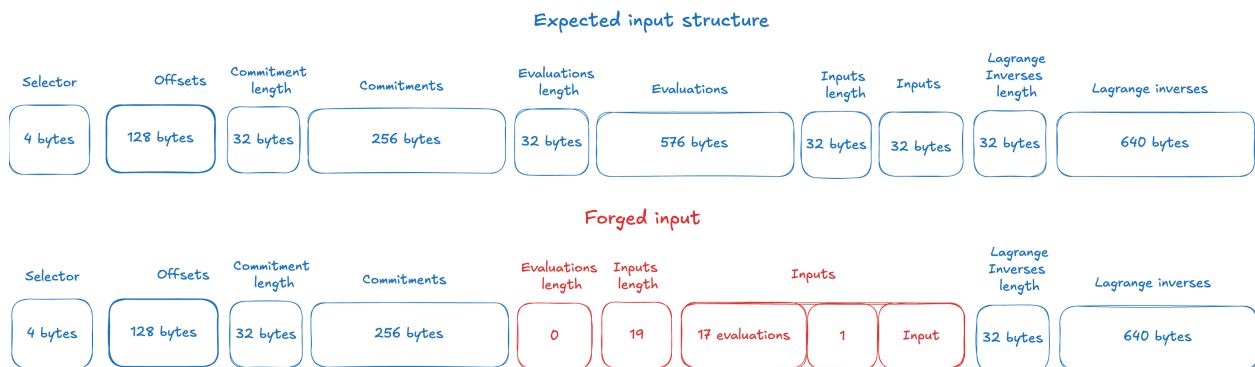 Expected input structure
Selector
Offsets
Commitment
length
Commitments
Evaluations
length
Evaluations
Inputs
length
Inputs
Lagrange
Inverses
length
Lagrange inverses
4 bytes
128 bytes
32 bytes
256 bytes
32 bytes
576 bytes
32 bytes
32 bytes
32 bytes
640 bytes
Forged input
Selector
Offsets
Commitment
length
Commitments
Evaluations
length
Inputs
length
Inputs
Lagrange
Inverses
length
Lagrange inverses
4 bytes
128 bytes
32 bytes
256 bytes
0
19
17 evaluations
1
Input
32 bytes
640 bytes